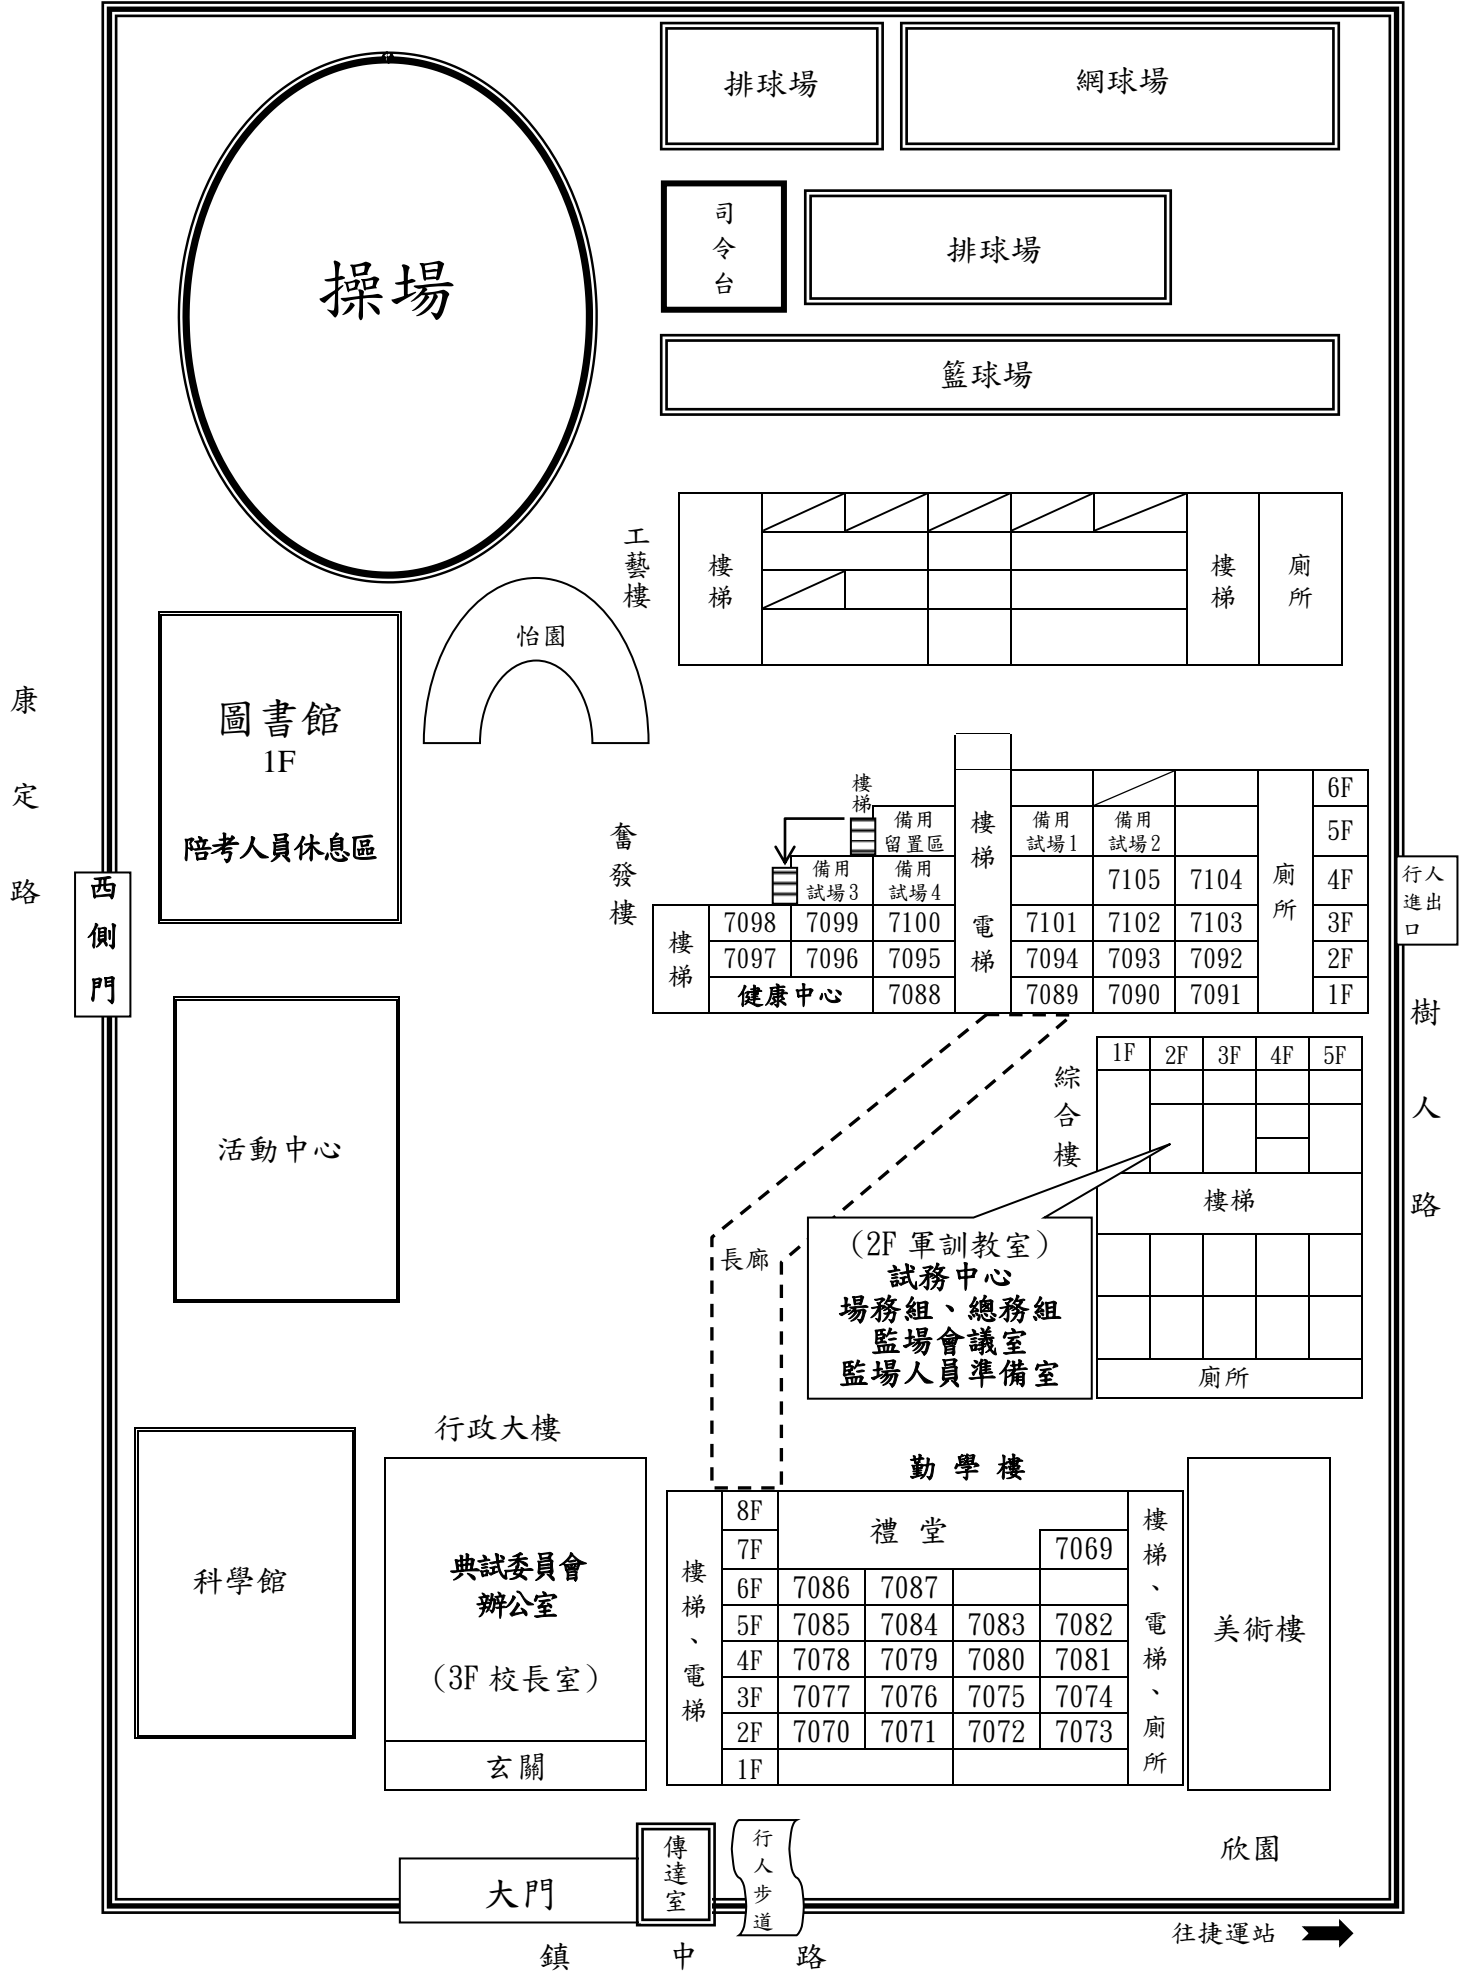 排球場
網球場
司令台
排球場
操場
籃球場
工藝樓
樓梯
樓梯
廁所
怡園
圖書館
1F
陪考人員休息區
康定路
西側門
奮發樓
樓梯
6F
備用留置區
樓梯 電梯
備用試場1
備用試場2
5F
備用試場3
備用試場4
7105 7104
廁所
4F
行人進出口
樓梯
7098 7099 7100 7101 7102 7103 3F
7097 7096 7095 7094 7093 7092 2F
健康中心 7088 7089 7090 7091 1F
樹人路
綜合樓
1F 2F 3F 4F 5F
樓梯
廁所
活動中心
長廊
(2F 軍訓教室)
試務中心
場務組、總務組
監場會議室
監場人員準備室
行政大樓
勤學樓
科學館
典試委員會
辦公室
(3F 校長室)
玄關
樓梯、電梯
8F 禮堂
7F 7069
6F 7086 7087
5F 7085 7084 7083 7082
4F 7078 7079 7080 7081
3F 7077 7076 7075 7074
2F 7070 7071 7072 7073
1F
樓梯、電梯、廁所
美術樓
欣園
大門
傳達室
行人步道
往捷運站
鎮中路